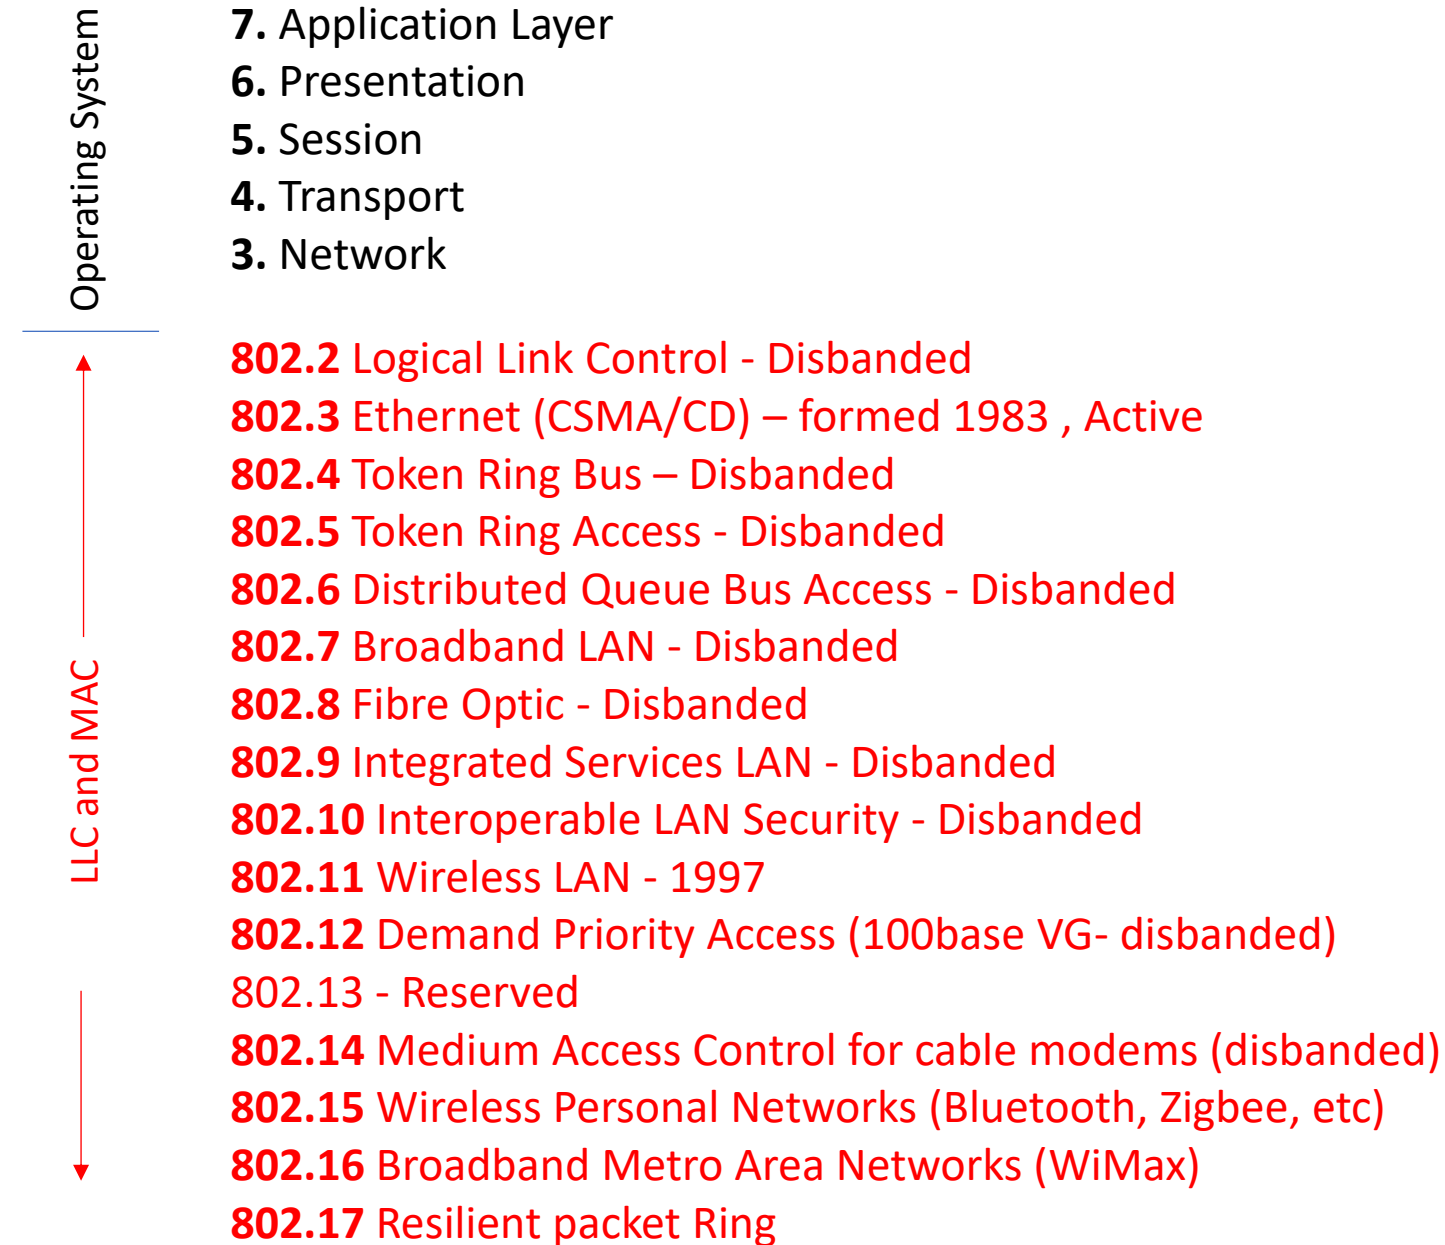 Operating System
7. Application Layer
6. Presentation
5. Session
4. Transport
3. Network
LLC and MAC
802.2 Logical Link Control - Disbanded
802.3 Ethernet (CSMA/CD) – formed 1983 , Active
802.4 Token Ring Bus – Disbanded
802.5 Token Ring Access - Disbanded
802.6 Distributed Queue Bus Access - Disbanded
802.7 Broadband LAN - Disbanded
802.8 Fibre Optic - Disbanded
802.9 Integrated Services LAN - Disbanded
802.10 Interoperable LAN Security - Disbanded
802.11 Wireless LAN - 1997
802.12 Demand Priority Access (100base VG- disbanded)
802.13 - Reserved
802.14 Medium Access Control for cable modems (disbanded)
802.15 Wireless Personal Networks (Bluetooth, Zigbee, etc)
802.16 Broadband Metro Area Networks (WiMax)
802.17 Resilient packet Ring